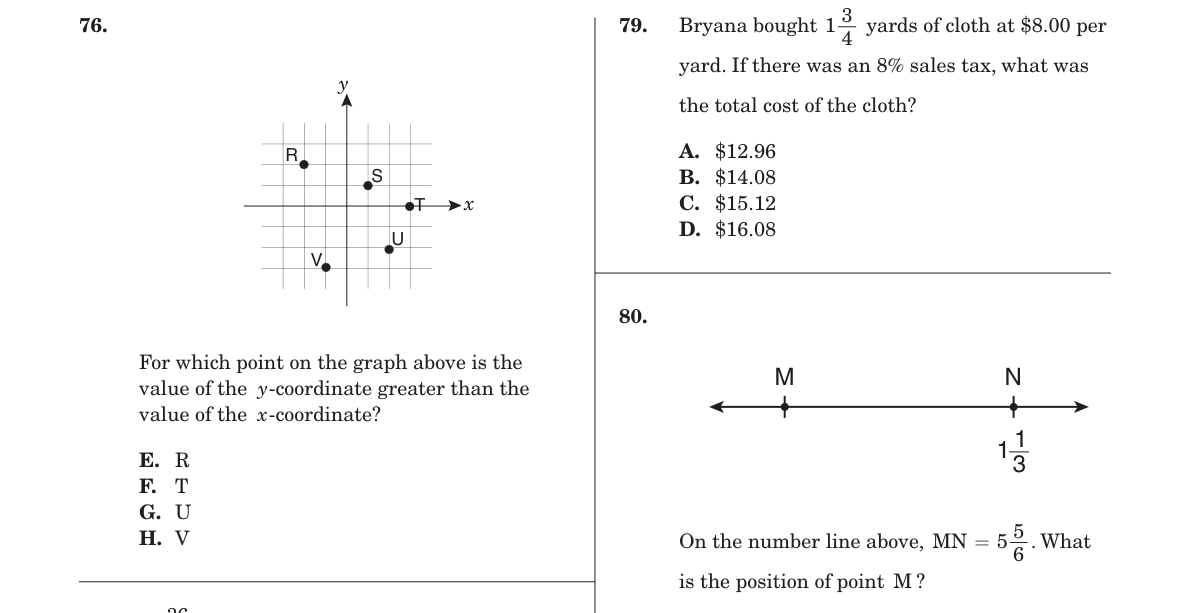 76.
y
R
S
T
x
U
V
For which point on the graph above is the
value of the y-coordinate greater than the
value of the x-coordinate?
E. R
F. T
G. U
H. V
79. Bryana bought 1 3/4 yards of cloth at $8.00 per
yard. If there was an 8% sales tax, what was
the total cost of the cloth?
A. $12.96
B. $14.08
C. $15.12
D. $16.08
80.
M N
1 1/3
On the number line above, MN = 5 5/6. What
is the position of point M?